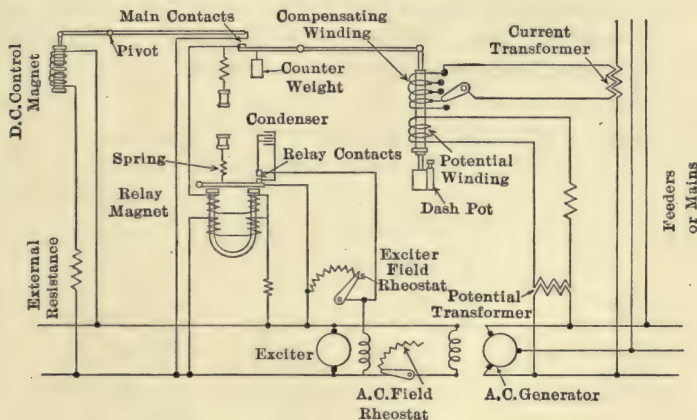 Main Contacts
Compensating
Winding
Current
Transformer
Pivot
D.C. Control
Magnet
Counter
Weight
Condenser
Spring
Relay Contacts
Potential
Winding
Relay
Magnet
Dash Pot
Feeders
or Mains
External
Resistance
Exciter
Field
Rheostat
Potential
Transformer
Exciter
A.C. Field
Rheostat
A.C. Generator